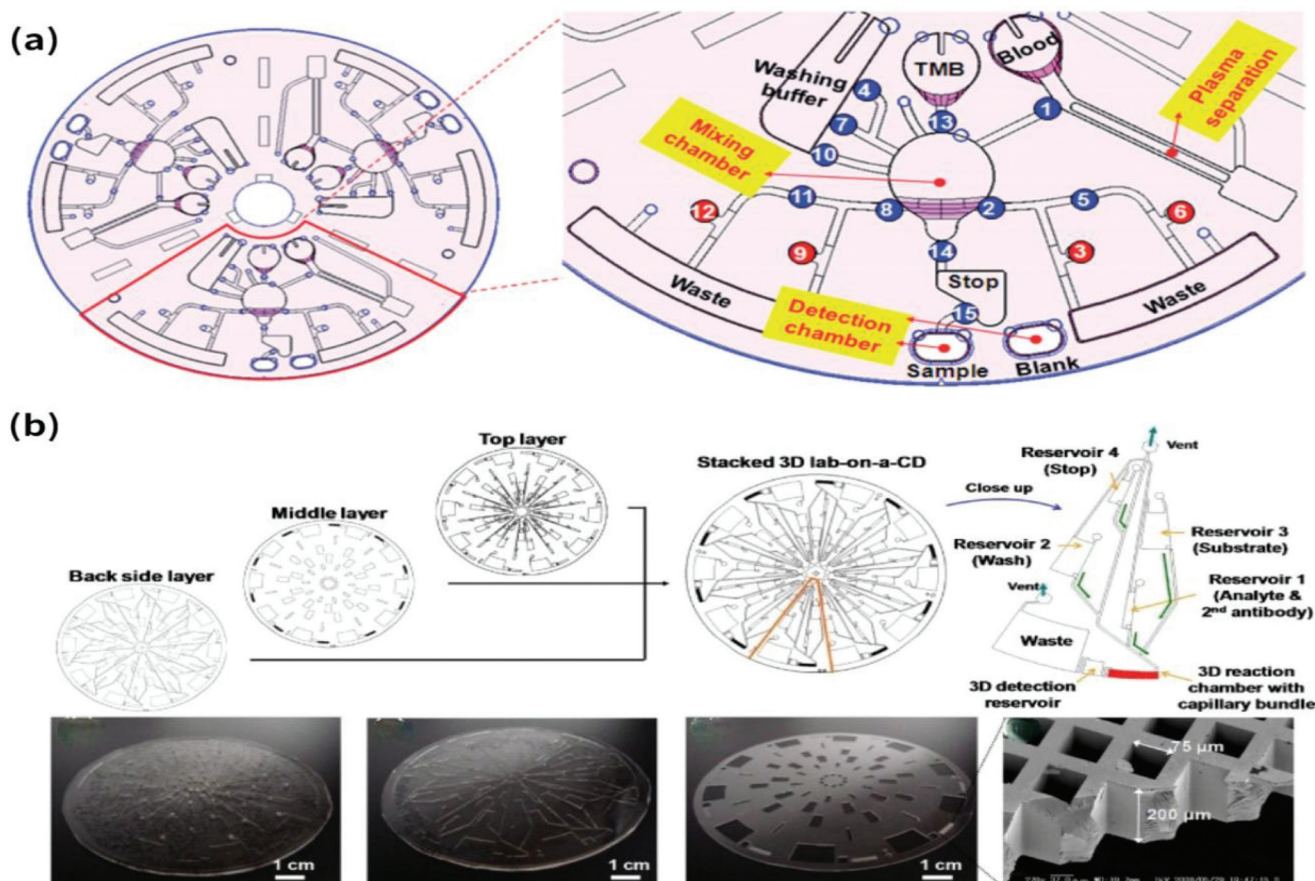 (a)
Washing
buffer
TMB
Blood
Plasma
separation
Mixing
chamber
4
7
10
13
1
11
8
2
5
12
6
9
3
14
Stop
15
Waste
Waste
Detection
chamber
Sample
Blank
(b)
Top layer
Middle layer
Back side layer
Stacked 3D lab-on-a-CD
Close up
Vent
Reservoir 4
(Stop)
Reservoir 2
(Wash)
Reservoir 3
(Substrate)
Vent
Reservoir 1
(Analyte &
2nd antibody)
Waste
3D detection
reservoir
3D reaction
chamber with
capillary bundle
1 cm
1 cm
1 cm
75 µm
200 µm